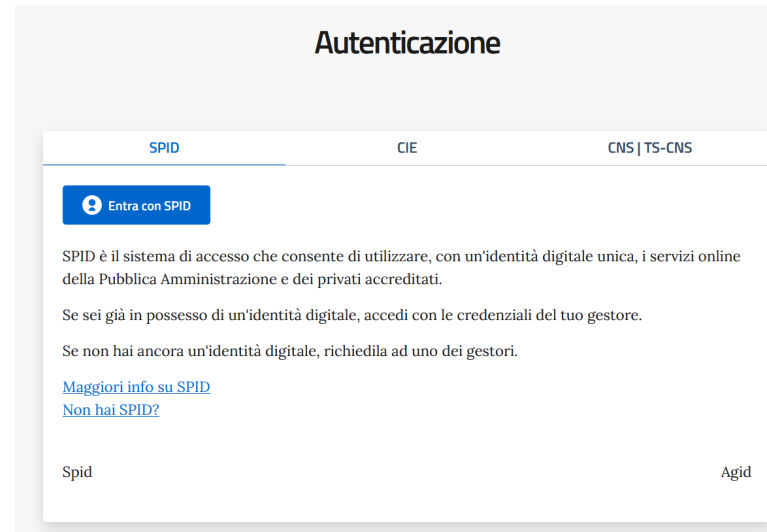 Autenticazione
SPID
CIE
CNS | TS-CNS
Entra con SPID
SPID è il sistema di accesso che consente di utilizzare, con un'identità digitale unica, i servizi online
della Pubblica Amministrazione e dei privati accreditati.
Se sei già in possesso di un'identità digitale, accedi con le credenziali del tuo gestore.
Se non hai ancora un'identità digitale, richiedila ad uno dei gestori.
Maggiori info su SPID
Non hai SPID?
Spid
Agid